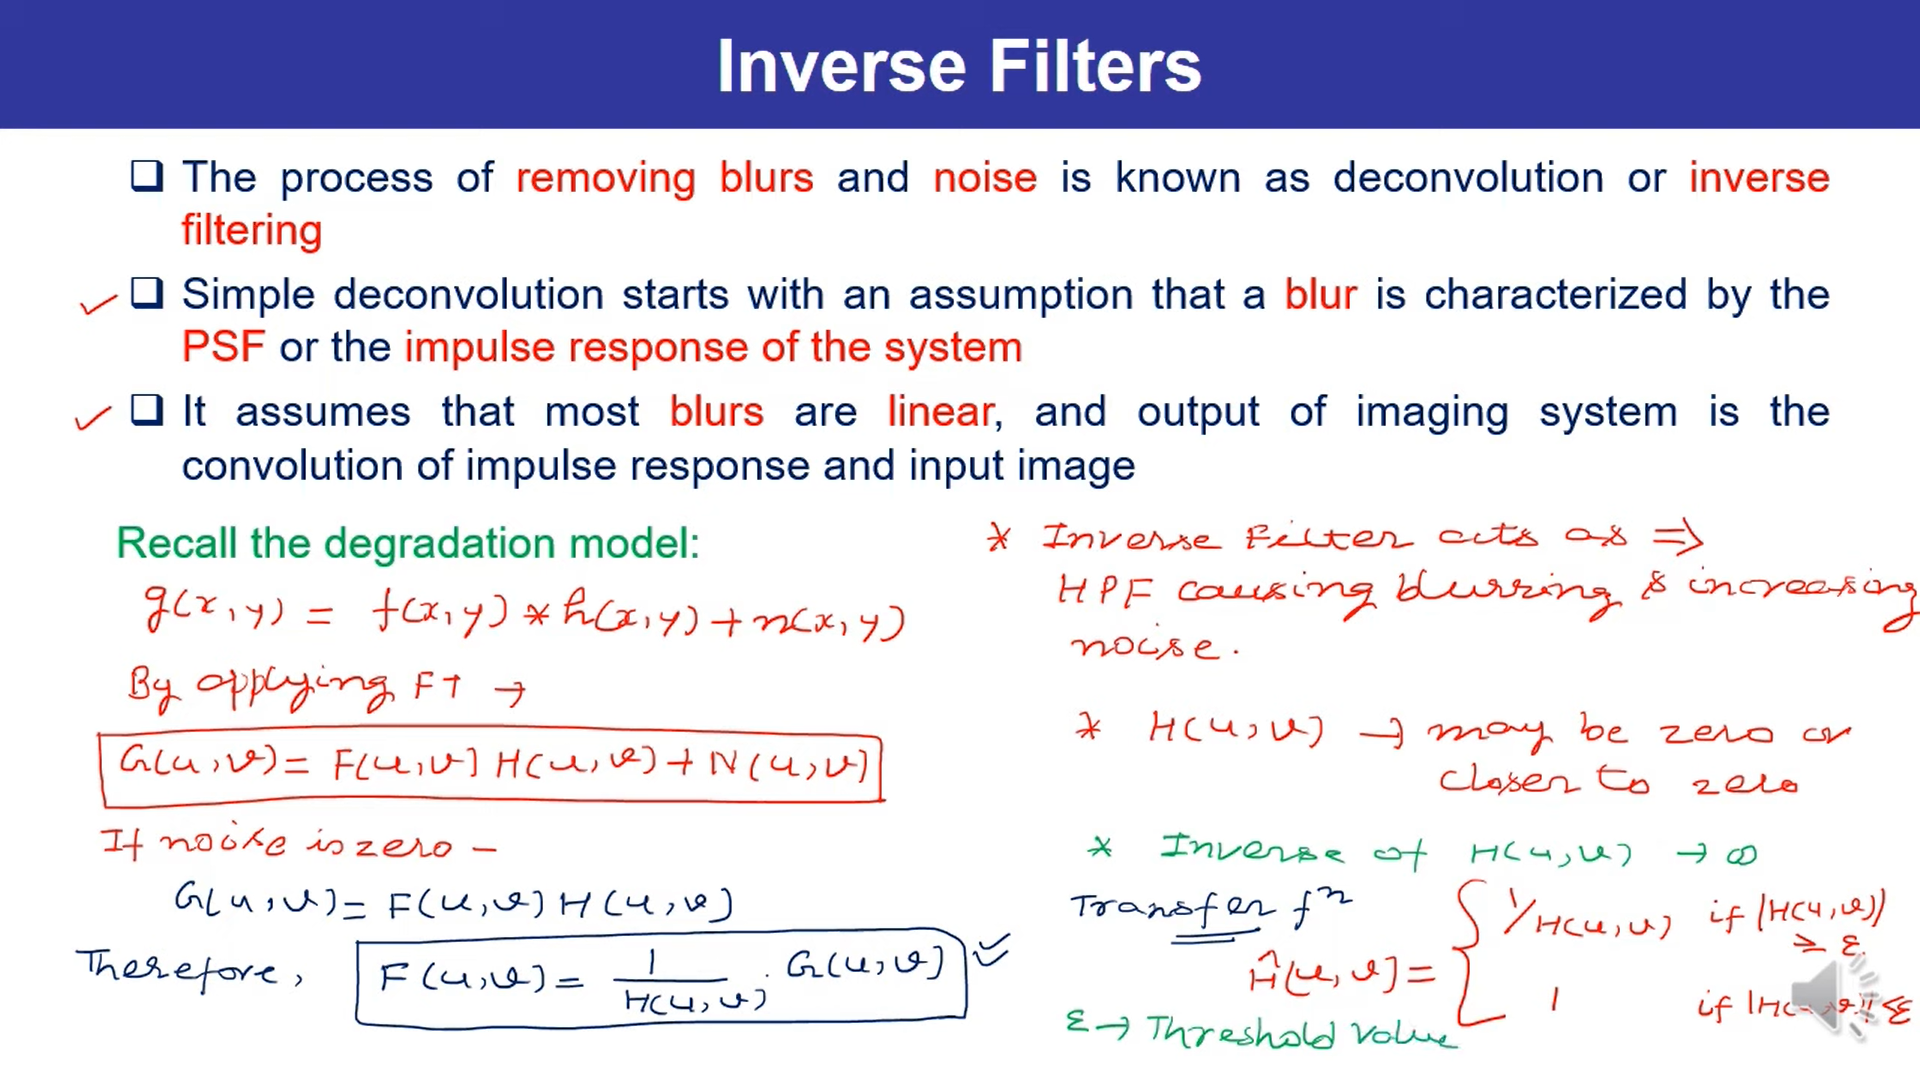 Inverse Filters
❑ The process of removing blurs and noise is known as deconvolution or inverse
filtering
❑ Simple deconvolution starts with an assumption that a blur is characterized by the
PSF or the impulse response of the system
❑ It assumes that most blurs are linear, and output of imaging system is the
convolution of impulse response and input image
Recall the degradation model:
g(x,y) = f(x,y) * h(x,y) + n(x,y)
By applying FT →
G(u,v) = F(u,v) H(u,v) + N(u,v)
If noise is zero –
G(u,v) = F(u,v) H(u,v)
Therefore, F(u,v) = 1/H(u,v) . G(u,v)
* Inverse Filter acts as ⇒
HPF causing blurring & increasing
noise.
* H(u,v) → may be zero or
closer to zero
* Inverse of H(u,v) → ∞
Transfer fⁿ
Ĥ(u,v) = { 1/H(u,v) if |H(u,v)| ≥ ε
1 if |H(u,v)| ≤ ε
ε → Threshold value